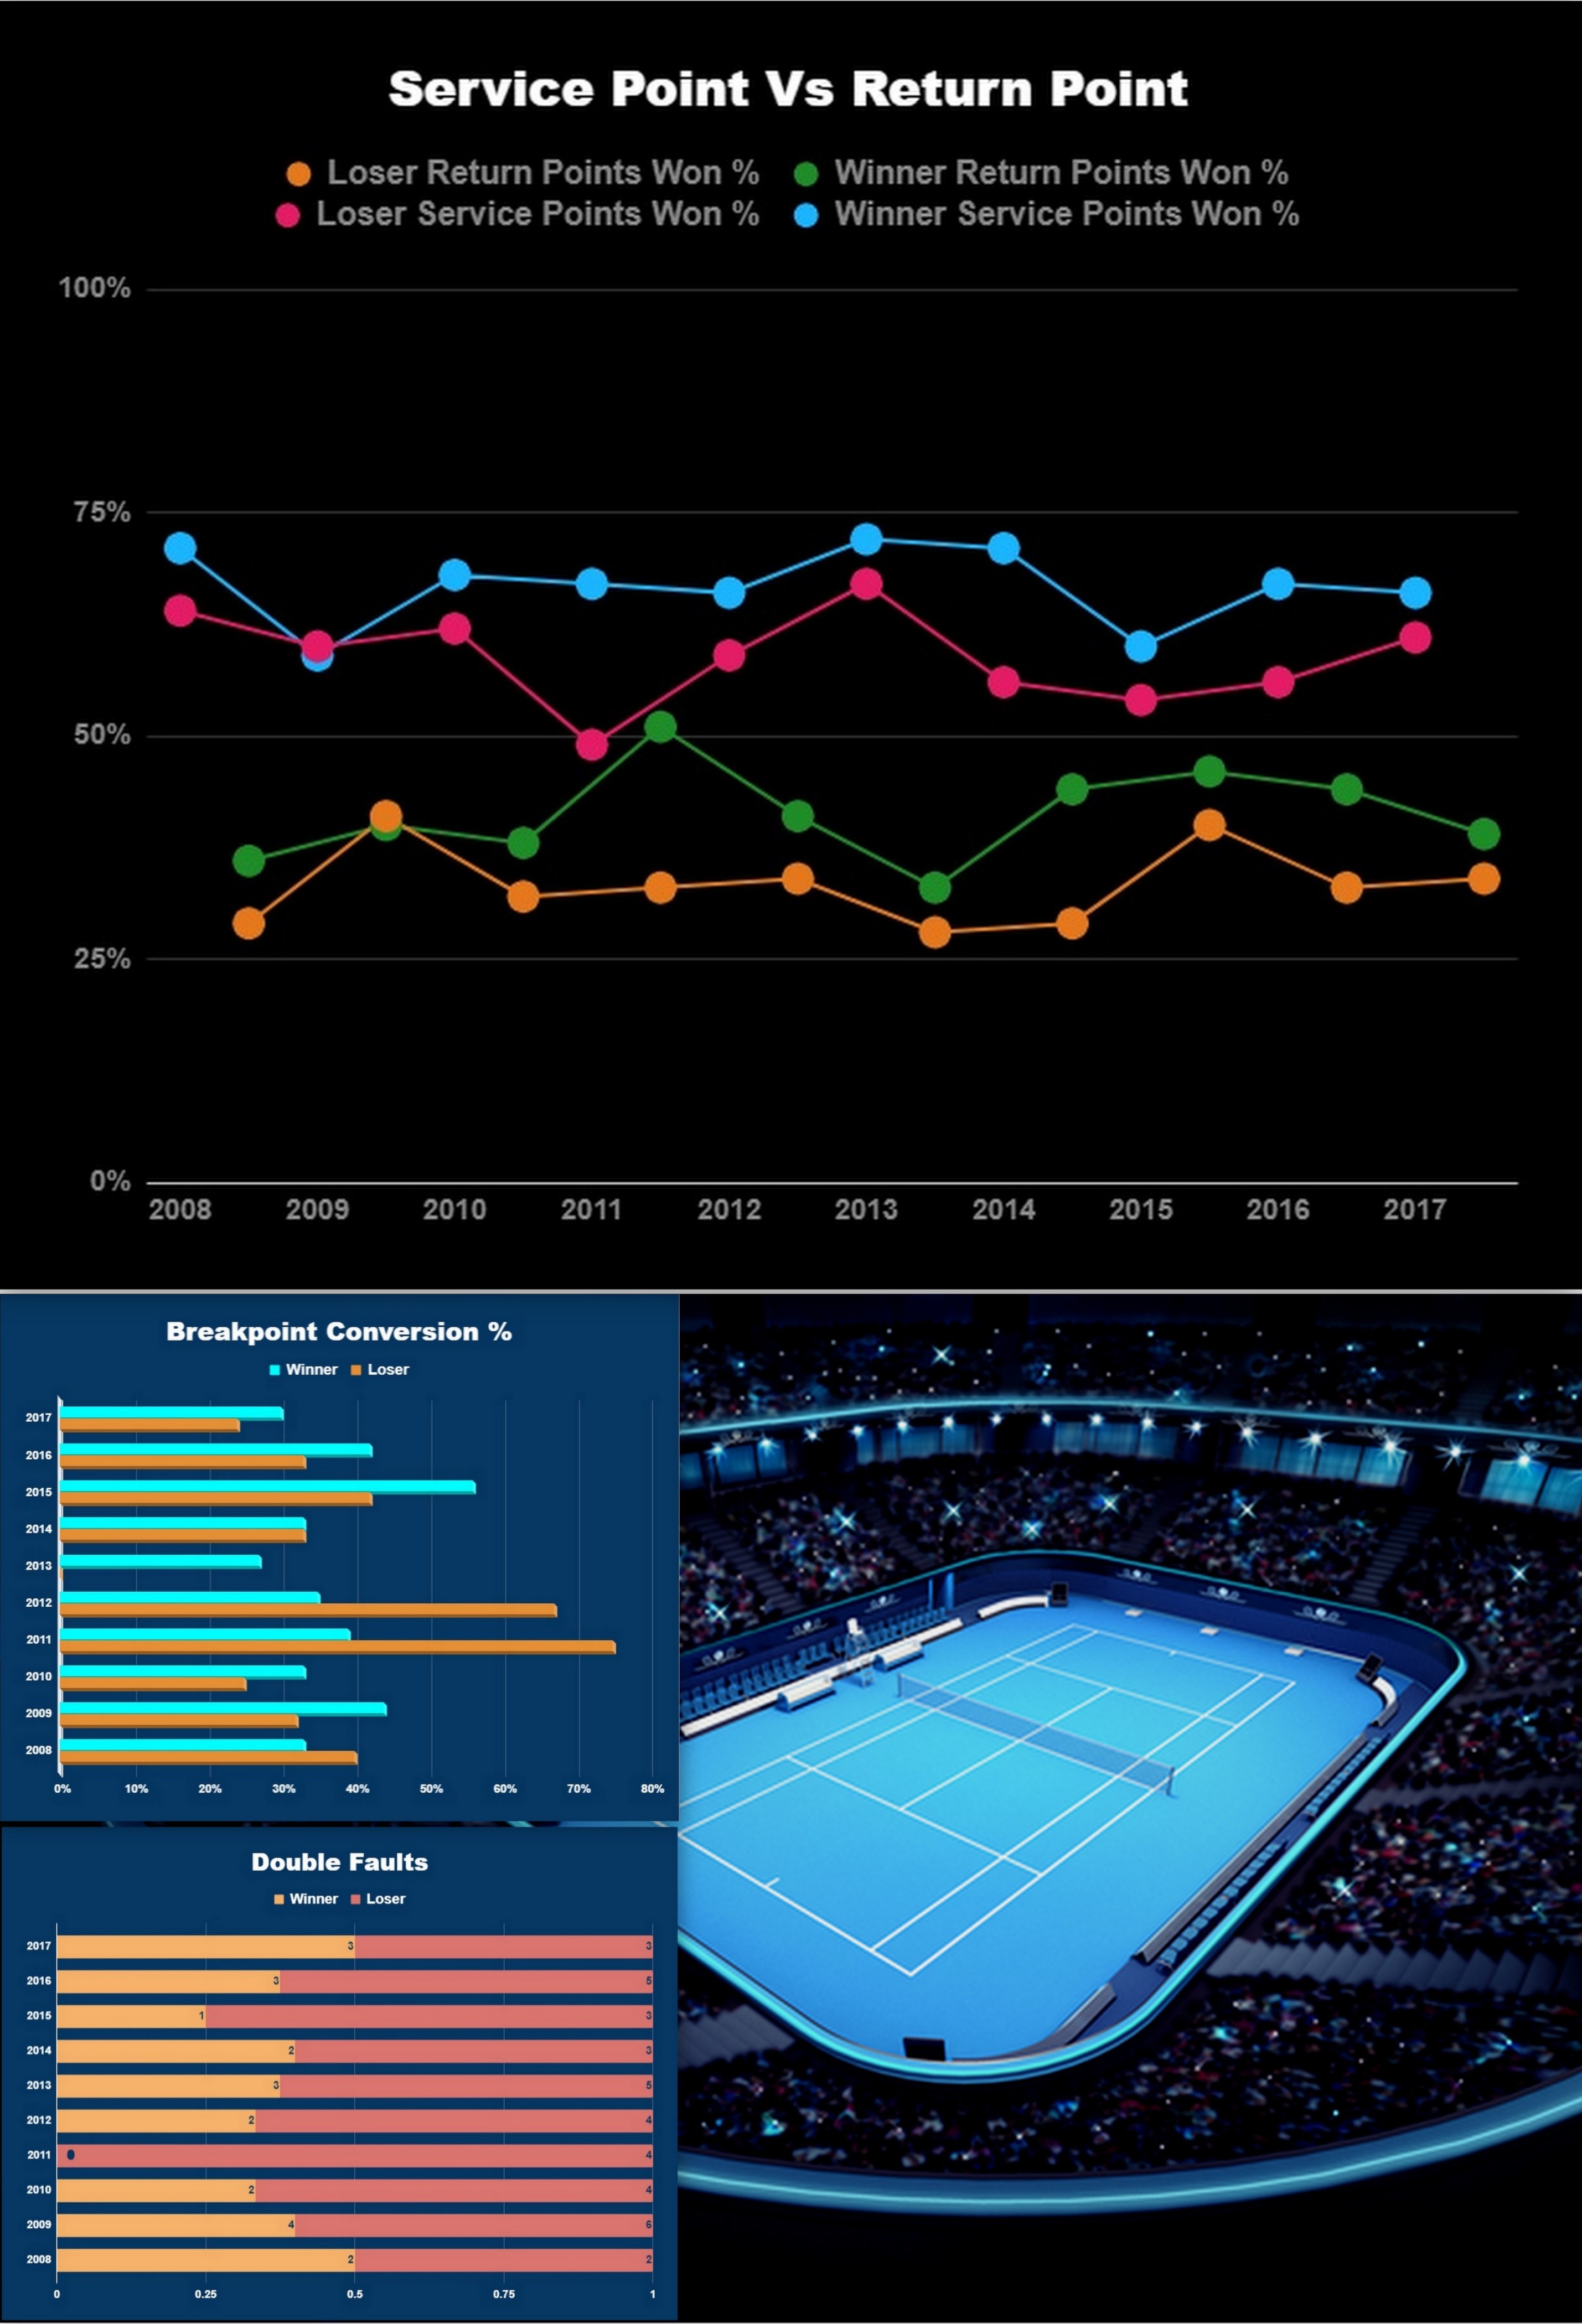 Service Point Vs Return Point
Loser Return Points Won % Winner Return Points Won %
Loser Service Points Won % Winner Service Points Won %
100%
75%
50%
25%
0%
2008 2009 2010 2011 2012 2013 2014 2015 2016 2017
Breakpoint Conversion %
Winner Loser
2017
2016
2015
2014
2013
2012
2011
2010
2009
2008
0% 10% 20% 30% 40% 50% 60% 70% 80%
Double Faults
Winner Loser
2017 3 3
2016 3 5
2015 1 3
2014 2 3
2013 3 5
2012 2 4
2011 0 4
2010 2 4
2009 4 6
2008 2 2
0 0.25 0.5 0.75 1